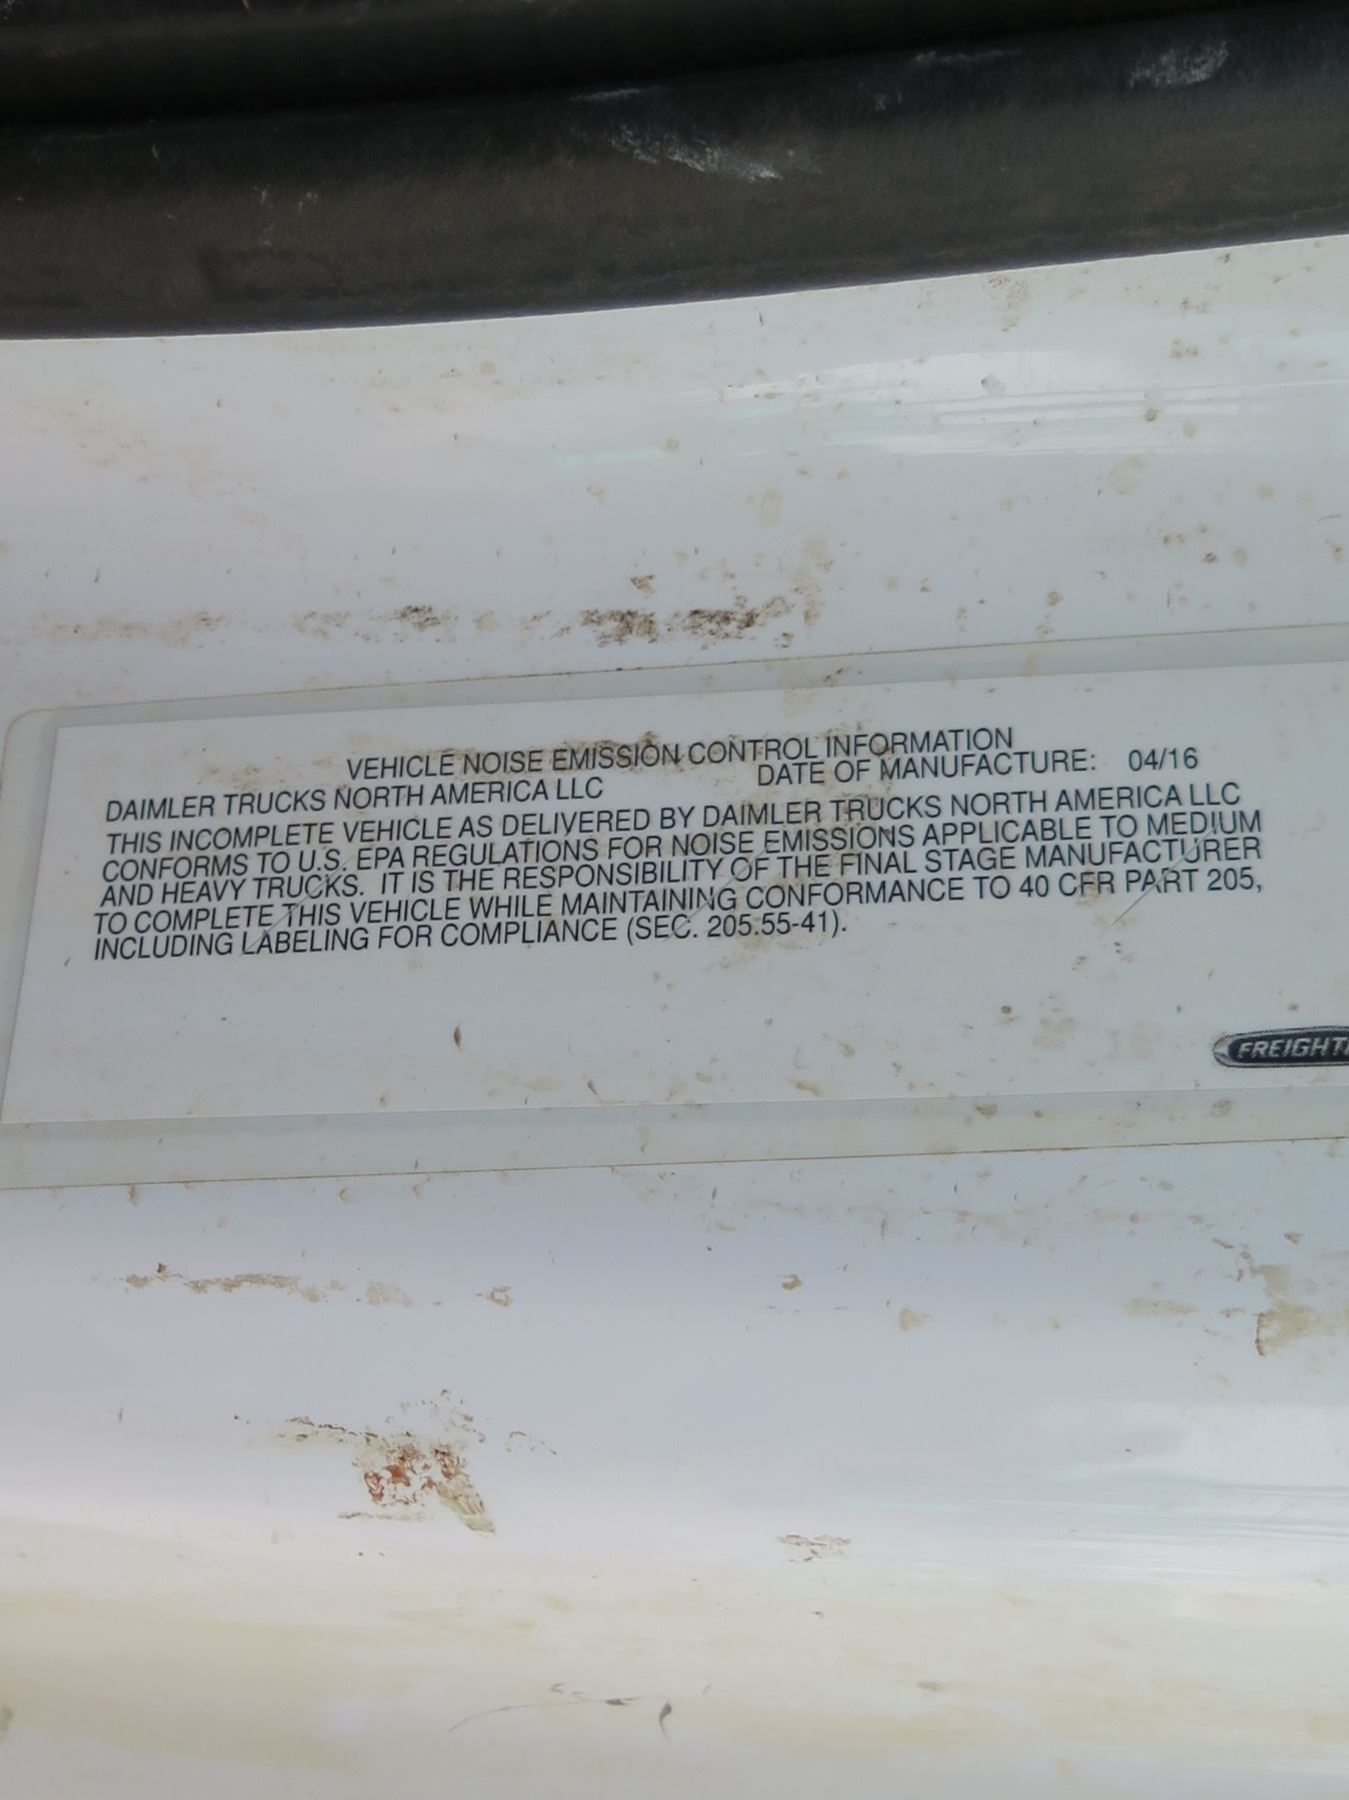 VEHICLE NOISE EMISSION CONTROL INFORMATION
DAIMLER TRUCKS NORTH AMERICA LLC DATE OF MANUFACTURE: 04/16
THIS INCOMPLETE VEHICLE AS DELIVERED BY DAIMLER TRUCKS NORTH AMERICA LLC
CONFORMS TO U.S. EPA REGULATIONS FOR NOISE EMISSIONS APPLICABLE TO MEDIUM
AND HEAVY TRUCKS. IT IS THE RESPONSIBILITY OF THE FINAL STAGE MANUFACTURER
TO COMPLETE THIS VEHICLE WHILE MAINTAINING CONFORMANCE TO 40 CFR PART 205,
INCLUDING LABELING FOR COMPLIANCE (SEC. 205.55-41).
FREIGHT